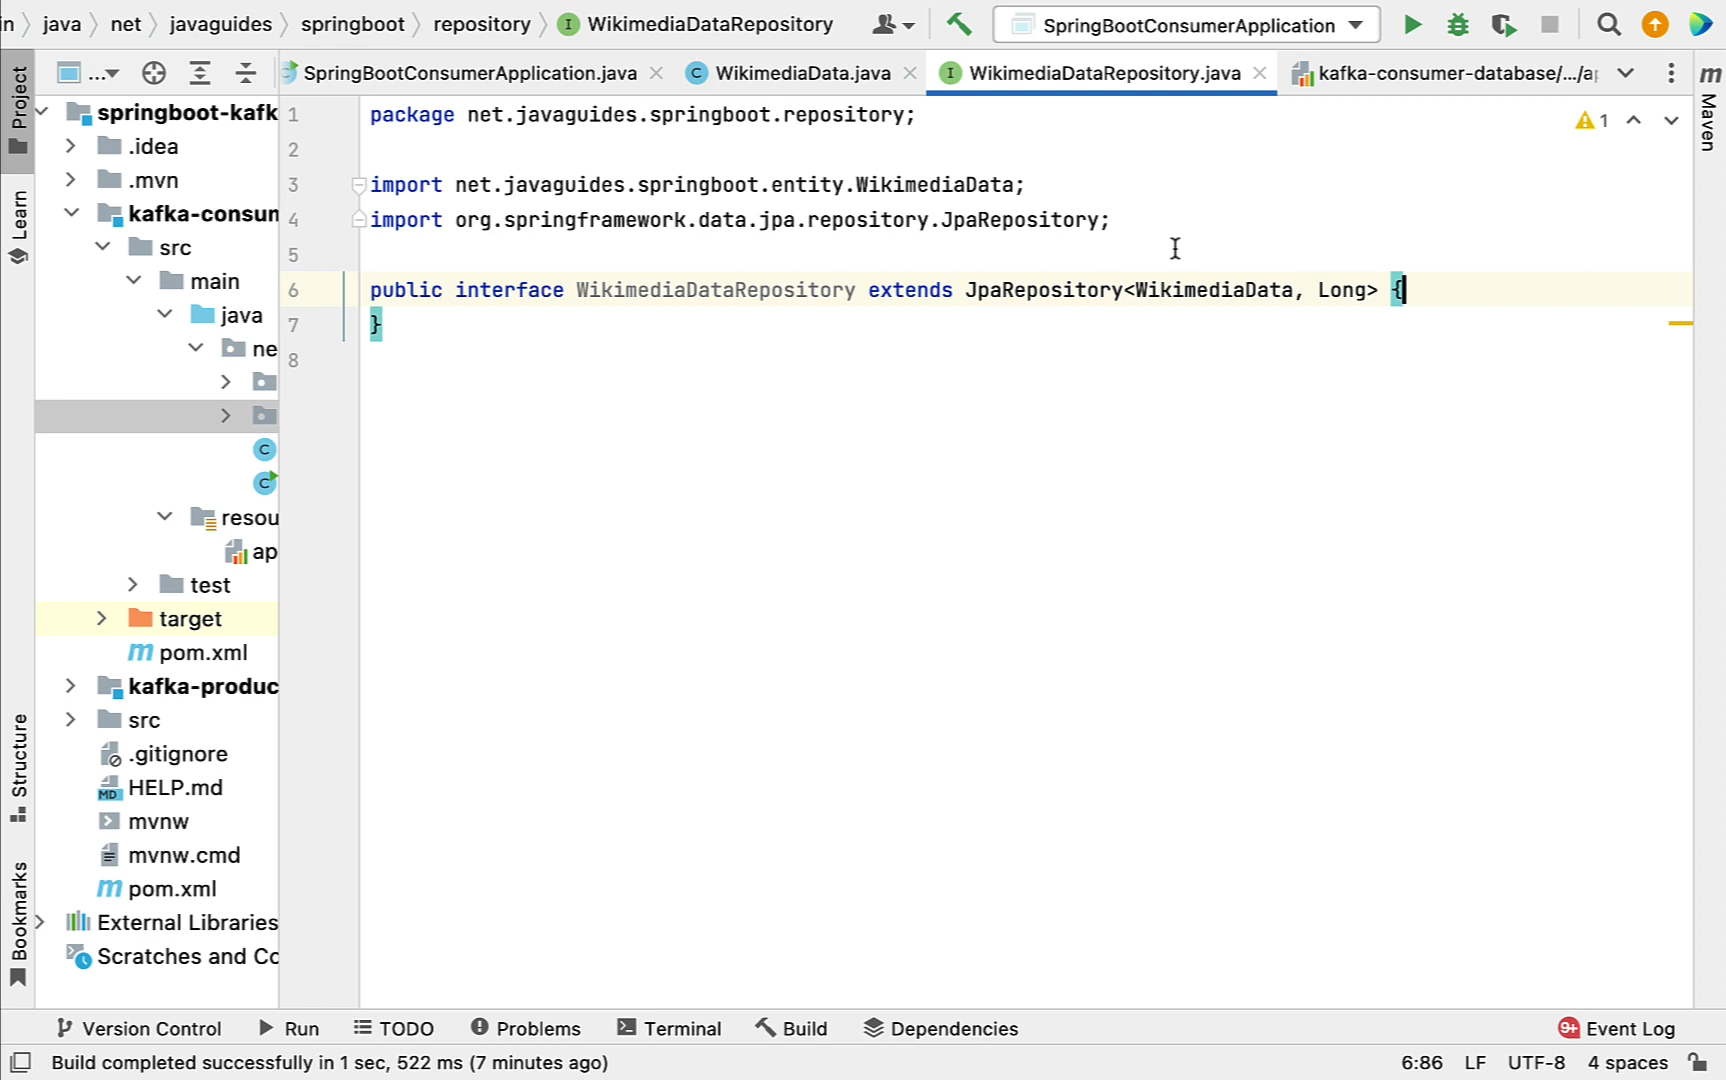 in java net javaguides springboot repository WikimediaDataRepository SpringBootConsumerApplication
... SpringBootConsumerApplication.java WikimediaData.java WikimediaDataRepository.java kafka-consumer-database/.../ap
Project
Learn
Structure
Bookmarks
springboot-kafk
.idea
.mvn
kafka-consum
src
main
java
ne
resou
ap
test
target
pom.xml
kafka-produc
src
.gitignore
HELP.md
mvnw
mvnw.cmd
pom.xml
External Libraries
Scratches and Co
1 package net.javaguides.springboot.repository;
2
3 import net.javaguides.springboot.entity.WikimediaData;
4 import org.springframework.data.jpa.repository.JpaRepository;
5
6 public interface WikimediaDataRepository extends JpaRepository<WikimediaData, Long> {
7 }
8
1
Maven
Version Control Run TODO Problems Terminal Build Dependencies 9+ Event Log
Build completed successfully in 1 sec, 522 ms (7 minutes ago) 6:86 LF UTF-8 4 spaces